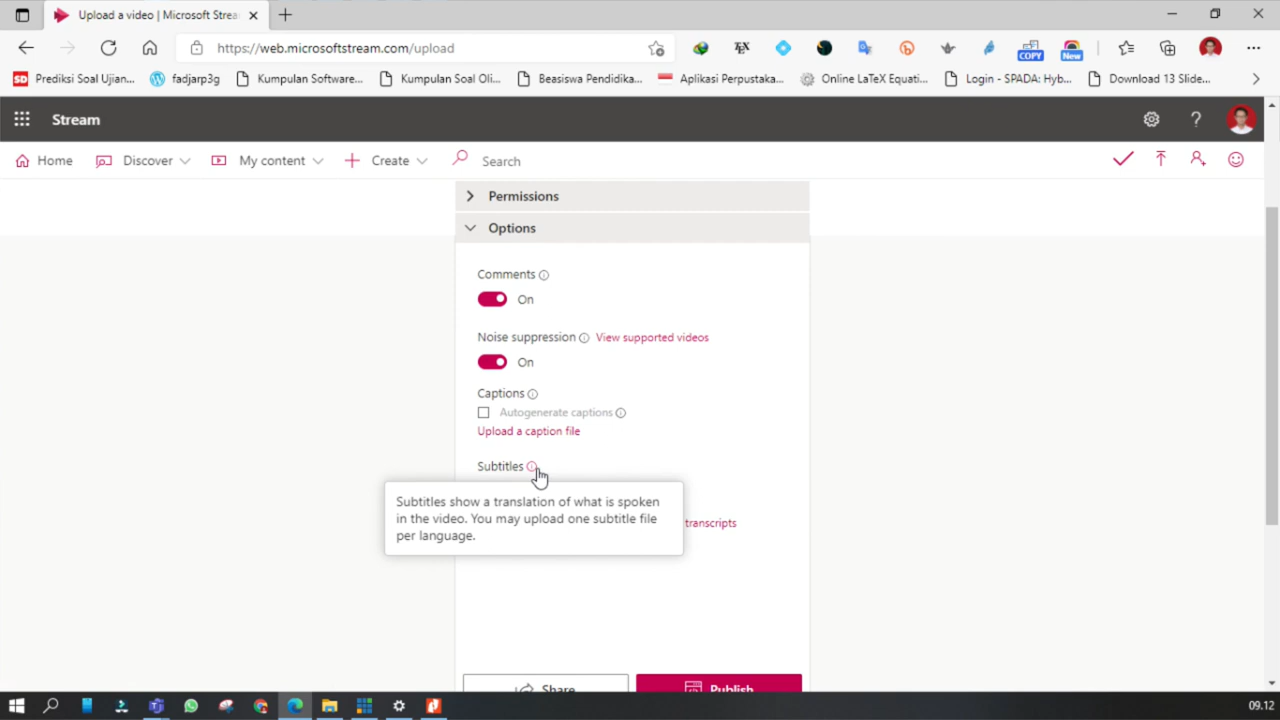 Upload a video | Microsoft Strea
https://web.microsoftstream.com/upload
TEX
COPY
New
SD Prediksi Soal Ujian...
fadjarp3g
Kumpulan Software...
Kumpulan Soal Oli...
Beasiswa Pendidika...
Aplikasi Perpustaka...
Online LaTeX Equati...
Login - SPADA: Hyb...
Download 13 Slide...
Stream
Home
Discover
My content
Create
Search
Permissions
Options
Comments
On
Noise suppression View supported videos
On
Captions
Autogenerate captions
Upload a caption file
Subtitles
Subtitles show a translation of what is spoken
in the video. You may upload one subtitle file
per language.
transcripts
Share
Publish
09.12